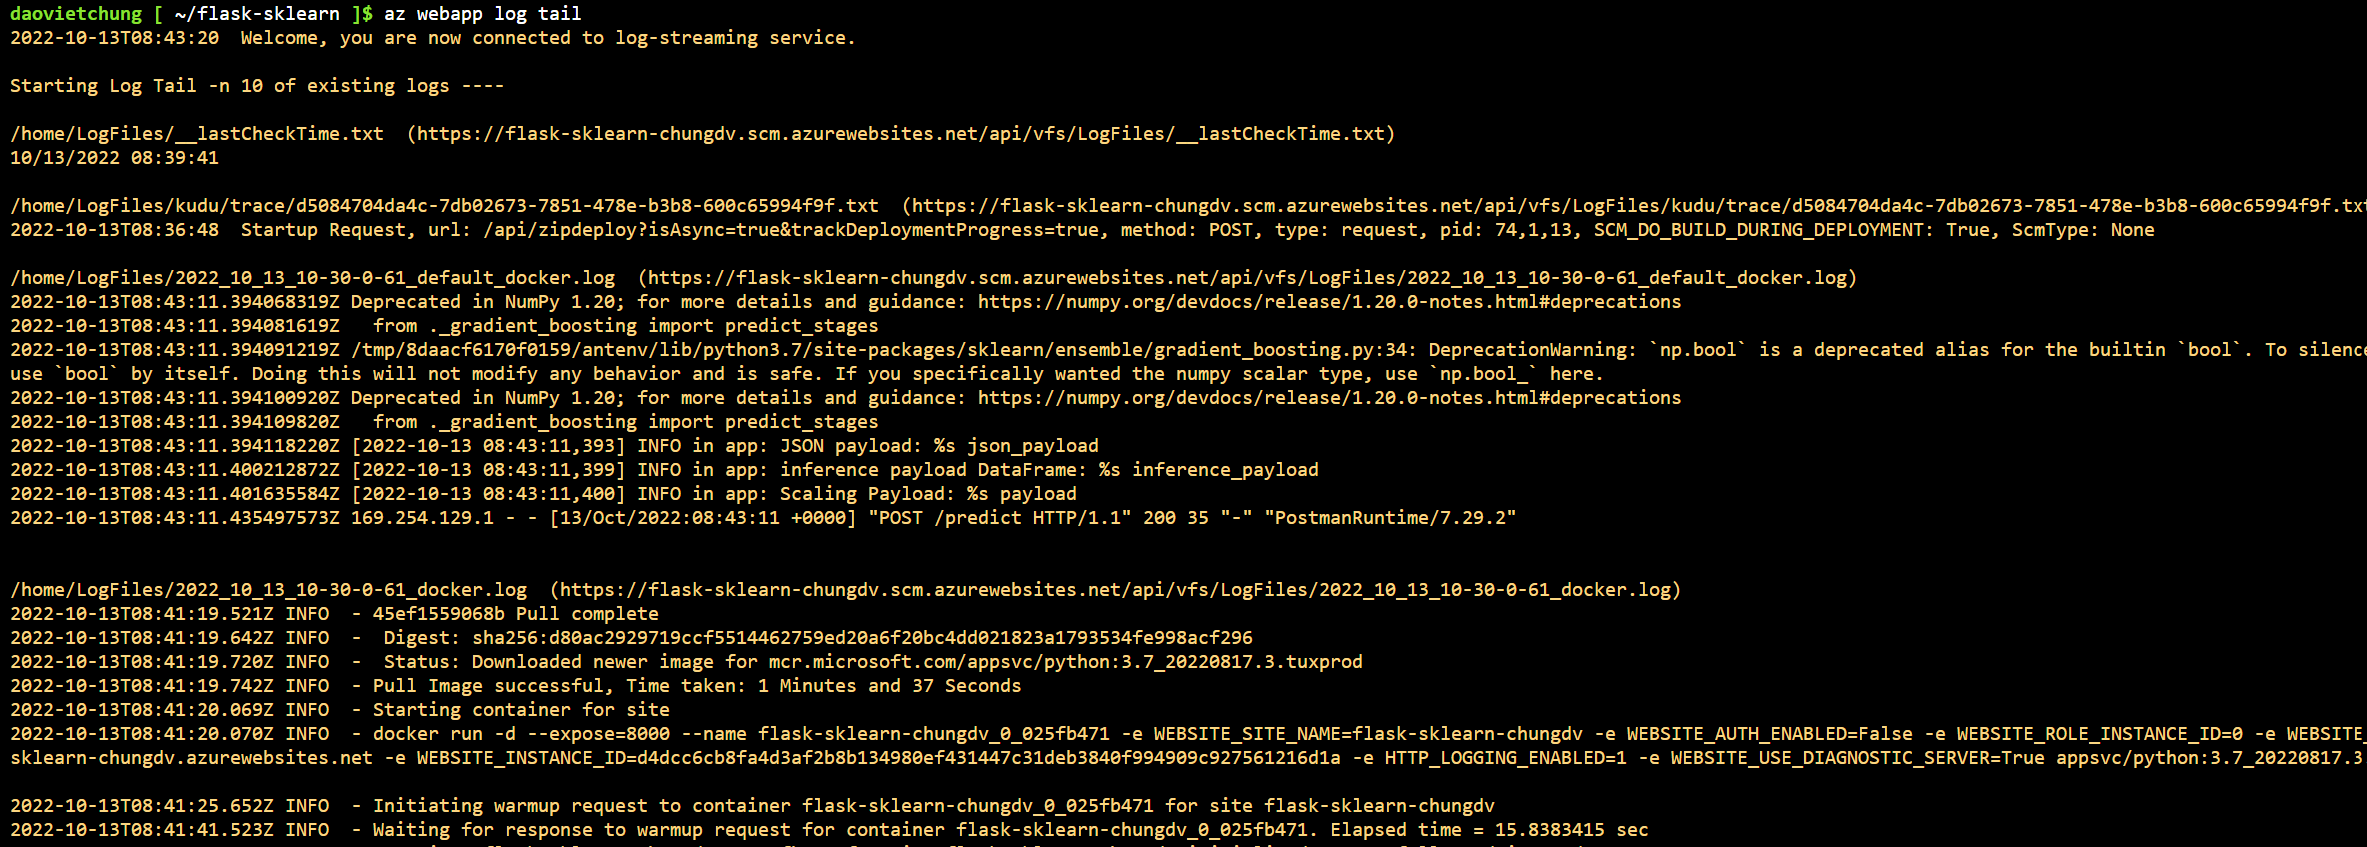 daovietchung [ ~/flask-sklearn ]$ az webapp log tail
2022-10-13T08:43:20  Welcome, you are now connected to log-streaming service.
Starting Log Tail -n 10 of existing logs ----
/home/LogFiles/__lastCheckTime.txt  (https://flask-sklearn-chungdv.scm.azurewebsites.net/api/vfs/LogFiles/__lastCheckTime.txt)
10/13/2022 08:39:41
/home/LogFiles/kudu/trace/d5084704da4c-7db02673-7851-478e-b3b8-600c65994f9f.txt  (https://flask-sklearn-chungdv.scm.azurewebsites.net/api/vfs/LogFiles/kudu/trace/d5084704da4c-7db02673-7851-478e-b3b8-600c65994f9f.txt
2022-10-13T08:36:48  Startup Request, url: /api/zipdeploy?isAsync=true&trackDeploymentProgress=true, method: POST, type: request, pid: 74,1,13, SCM_DO_BUILD_DURING_DEPLOYMENT: True, ScmType: None
/home/LogFiles/2022_10_13_10-30-0-61_default_docker.log  (https://flask-sklearn-chungdv.scm.azurewebsites.net/api/vfs/LogFiles/2022_10_13_10-30-0-61_default_docker.log)
2022-10-13T08:43:11.394068319Z Deprecated in NumPy 1.20; for more details and guidance: https://numpy.org/devdocs/release/1.20.0-notes.html#deprecations
2022-10-13T08:43:11.394081619Z   from ._gradient_boosting import predict_stages
2022-10-13T08:43:11.394091219Z /tmp/8daacf6170f0159/antenv/lib/python3.7/site-packages/sklearn/ensemble/gradient_boosting.py:34: DeprecationWarning: `np.bool` is a deprecated alias for the builtin `bool`. To silence
use `bool` by itself. Doing this will not modify any behavior and is safe. If you specifically wanted the numpy scalar type, use `np.bool_` here.
2022-10-13T08:43:11.394100920Z Deprecated in NumPy 1.20; for more details and guidance: https://numpy.org/devdocs/release/1.20.0-notes.html#deprecations
2022-10-13T08:43:11.394109820Z   from ._gradient_boosting import predict_stages
2022-10-13T08:43:11.394118220Z [2022-10-13 08:43:11,393] INFO in app: JSON payload: %s json_payload
2022-10-13T08:43:11.400212872Z [2022-10-13 08:43:11,399] INFO in app: inference payload DataFrame: %s inference_payload
2022-10-13T08:43:11.401635584Z [2022-10-13 08:43:11,400] INFO in app: Scaling Payload: %s payload
2022-10-13T08:43:11.435497573Z 169.254.129.1 - - [13/Oct/2022:08:43:11 +0000] "POST /predict HTTP/1.1" 200 35 "-" "PostmanRuntime/7.29.2"
/home/LogFiles/2022_10_13_10-30-0-61_docker.log  (https://flask-sklearn-chungdv.scm.azurewebsites.net/api/vfs/LogFiles/2022_10_13_10-30-0-61_docker.log)
2022-10-13T08:41:19.521Z INFO  - 45ef1559068b Pull complete
2022-10-13T08:41:19.642Z INFO  -  Digest: sha256:d80ac2929719ccf5514462759ed20a6f20bc4dd021823a1793534fe998acf296
2022-10-13T08:41:19.720Z INFO  -  Status: Downloaded newer image for mcr.microsoft.com/appsvc/python:3.7_20220817.3.tuxprod
2022-10-13T08:41:19.742Z INFO  - Pull Image successful, Time taken: 1 Minutes and 37 Seconds
2022-10-13T08:41:20.069Z INFO  - Starting container for site
2022-10-13T08:41:20.070Z INFO  - docker run -d --expose=8000 --name flask-sklearn-chungdv_0_025fb471 -e WEBSITE_SITE_NAME=flask-sklearn-chungdv -e WEBSITE_AUTH_ENABLED=False -e WEBSITE_ROLE_INSTANCE_ID=0 -e WEBSITE_
sklearn-chungdv.azurewebsites.net -e WEBSITE_INSTANCE_ID=d4dcc6cb8fa4d3af2b8b134980ef431447c31deb3840f994909c927561216d1a -e HTTP_LOGGING_ENABLED=1 -e WEBSITE_USE_DIAGNOSTIC_SERVER=True appsvc/python:3.7_20220817.3
2022-10-13T08:41:25.652Z INFO  - Initiating warmup request to container flask-sklearn-chungdv_0_025fb471 for site flask-sklearn-chungdv
2022-10-13T08:41:41.523Z INFO  - Waiting for response to warmup request for container flask-sklearn-chungdv_0_025fb471. Elapsed time = 15.8383415 sec